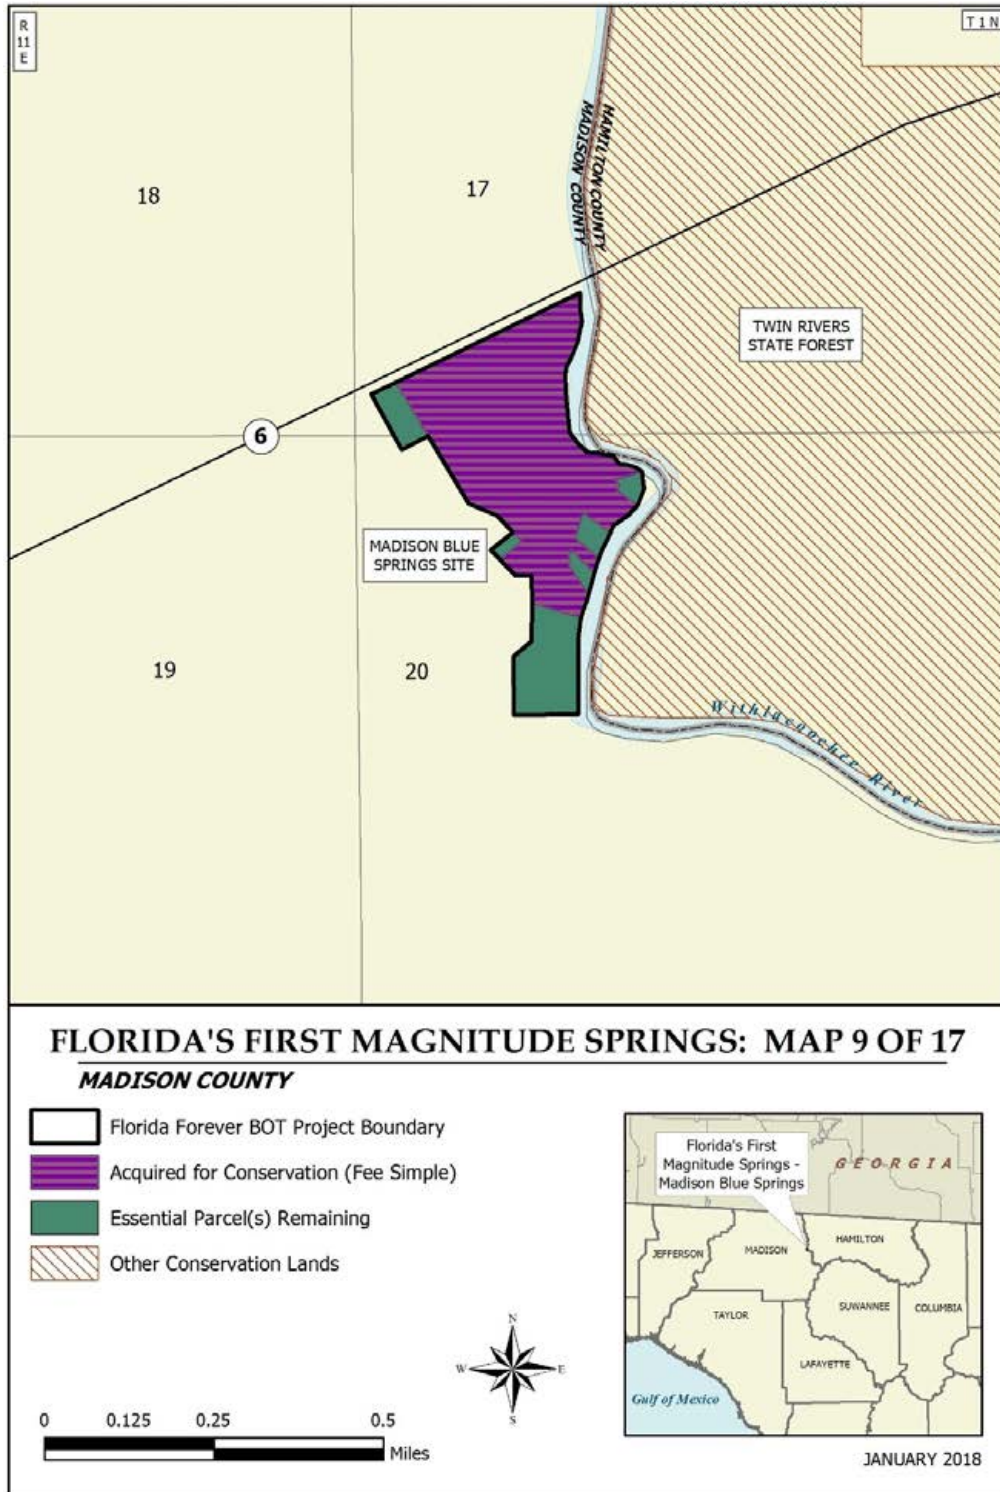 R
11
E
T 1 N
MADISON COUNTY
HAMILTON COUNTY
18
17
TWIN RIVERS
STATE FOREST
6
MADISON BLUE
SPRINGS SITE
19
20
Withlacoochee River
FLORIDA'S FIRST MAGNITUDE SPRINGS: MAP 9 OF 17
MADISON COUNTY
Florida Forever BOT Project Boundary
Acquired for Conservation (Fee Simple)
Essential Parcel(s) Remaining
Other Conservation Lands
N
W
E
S
0 0.125 0.25 0.5
Miles
Florida's First
Magnitude Springs -
Madison Blue Springs
GEORGIA
JEFFERSON
MADISON
HAMILTON
TAYLOR
SUWANNEE
COLUMBIA
LAFAYETTE
Gulf of Mexico
JANUARY 2018